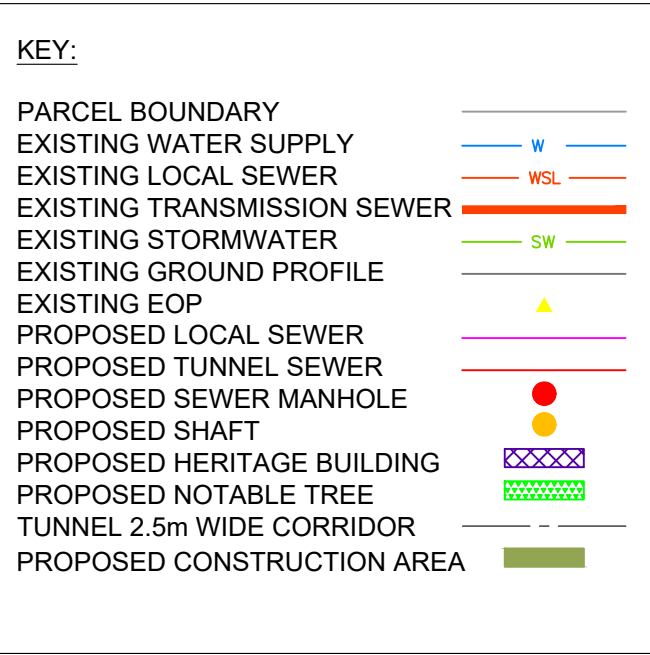 KEY:
PARCEL BOUNDARY
EXISTING WATER SUPPLY W
EXISTING LOCAL SEWER WSL
EXISTING TRANSMISSION SEWER
EXISTING STORMWATER SW
EXISTING GROUND PROFILE
EXISTING EOP
PROPOSED LOCAL SEWER
PROPOSED TUNNEL SEWER
PROPOSED SEWER MANHOLE
PROPOSED SHAFT
PROPOSED HERITAGE BUILDING
PROPOSED NOTABLE TREE
TUNNEL 2.5m WIDE CORRIDOR
PROPOSED CONSTRUCTION AREA